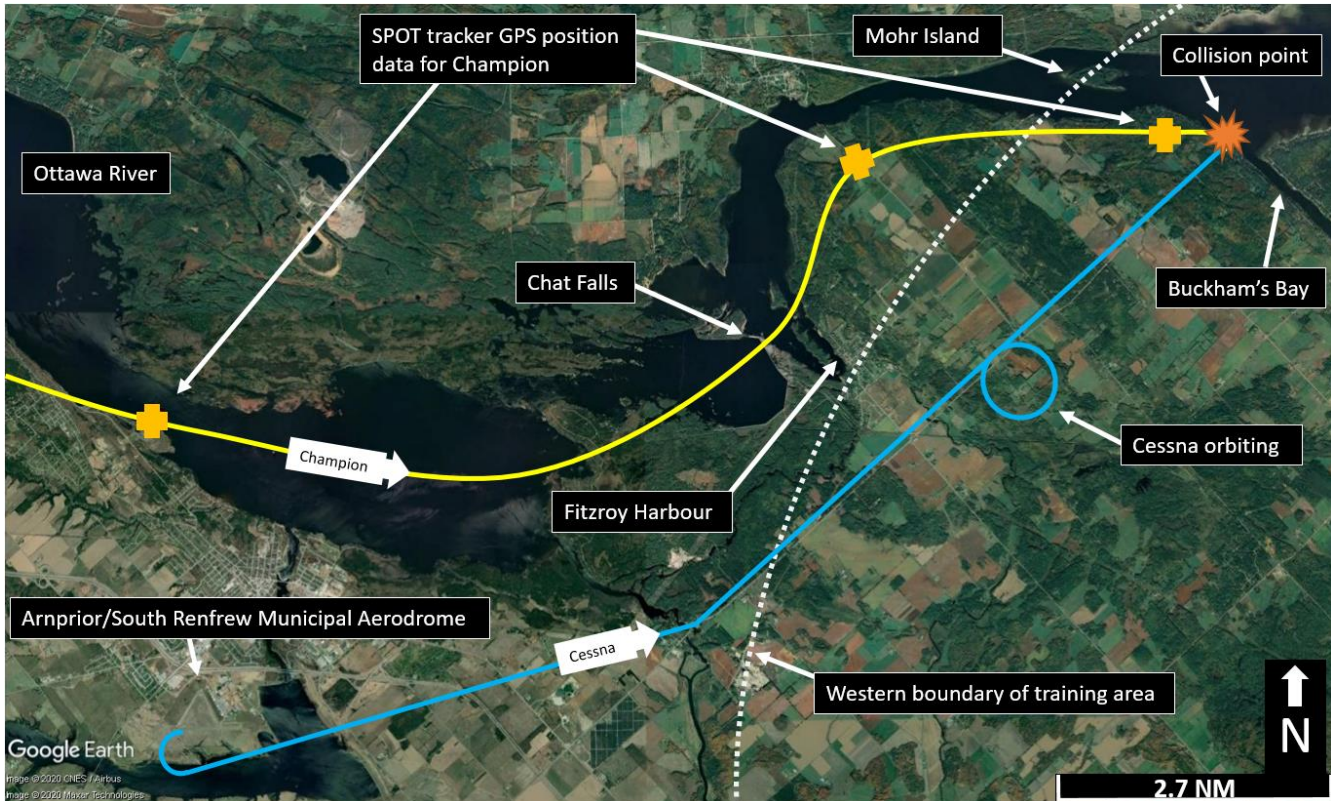 SPOT tracker GPS position
data for Champion
Mohr Island
Collision point
Ottawa River
Chat Falls
Buckham's Bay
Champion
Cessna orbiting
Fitzroy Harbour
Arnprior/South Renfrew Municipal Aerodrome
Cessna
Western boundary of training area
N
Google Earth
Image © 2020 CNES / Airbus
Image © 2020 Maxar Technologies
2.7 NM